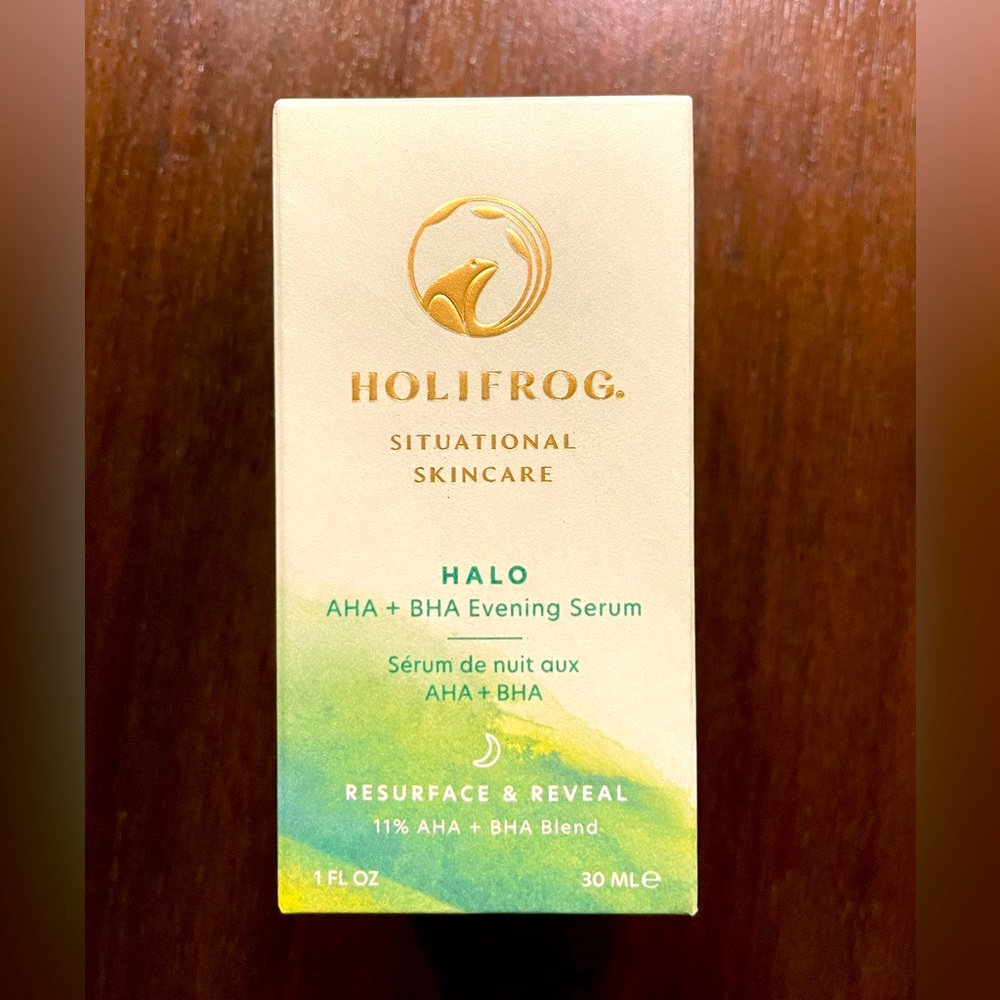 HOLIFROG®
SITUATIONAL
SKINCARE
HALO
AHA + BHA Evening Serum
Sérum de nuit aux
AHA + BHA
RESURFACE & REVEAL
11% AHA + BHA Blend
1 FL OZ 30 ML ℮